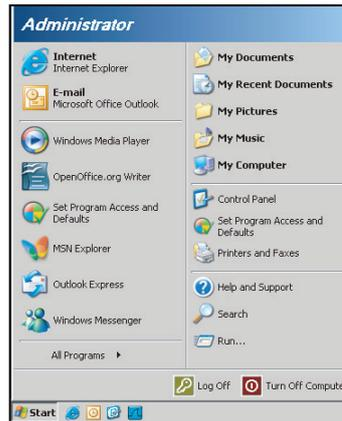 Administrator
Internet
Internet Explorer
E-mail
Microsoft Office Outlook
Windows Media Player
OpenOffice.org Writer
Set Program Access and
Defaults
MSN Explorer
Outlook Express
Windows Messenger
All Programs
My Documents
My Recent Documents
My Pictures
My Music
My Computer
Control Panel
Set Program Access and
Defaults
Printers and Faxes
Help and Support
Search
Run...
Log Off
Turn Off Compute
Start